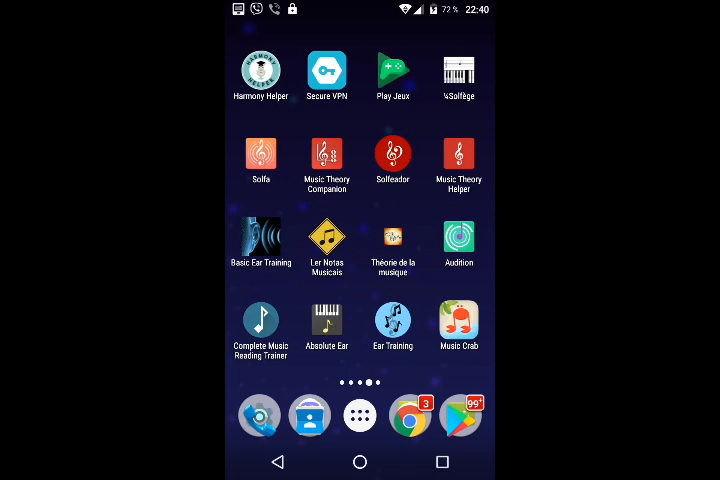 72 % 22:40
HARMONY HELPER
Harmony Helper Secure VPN Play Jeux ¼Solfège
Solfa Music Theory Companion Solfeador Music Theory Helper
Basic Ear Training Ler Notas Musicais Théorie de la musique Audition
Complete Music Reading Trainer Absolute Ear Ear Training Music Crab
3 99+